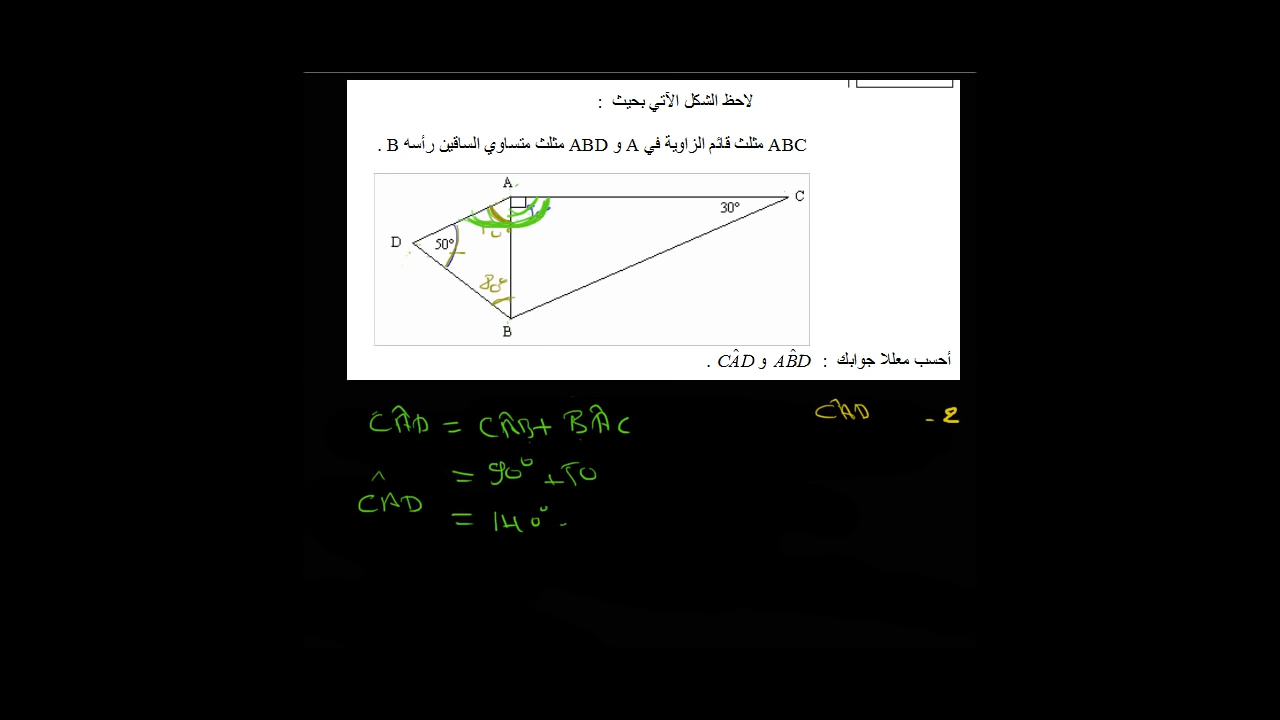 لاحظ الشكل الآتي بحيث :
ABC مثلث قائم الزاوية في A و ABD مثلث متساوي الساقين رأسه B .
A
C
30°
D
50°
80°
B
أحسب معللا جوابك : AB̂D و CÂD .
CÂD - 2
CÂD = CÂB + BÂC
= 90° + 50
CÂD
= 140° .